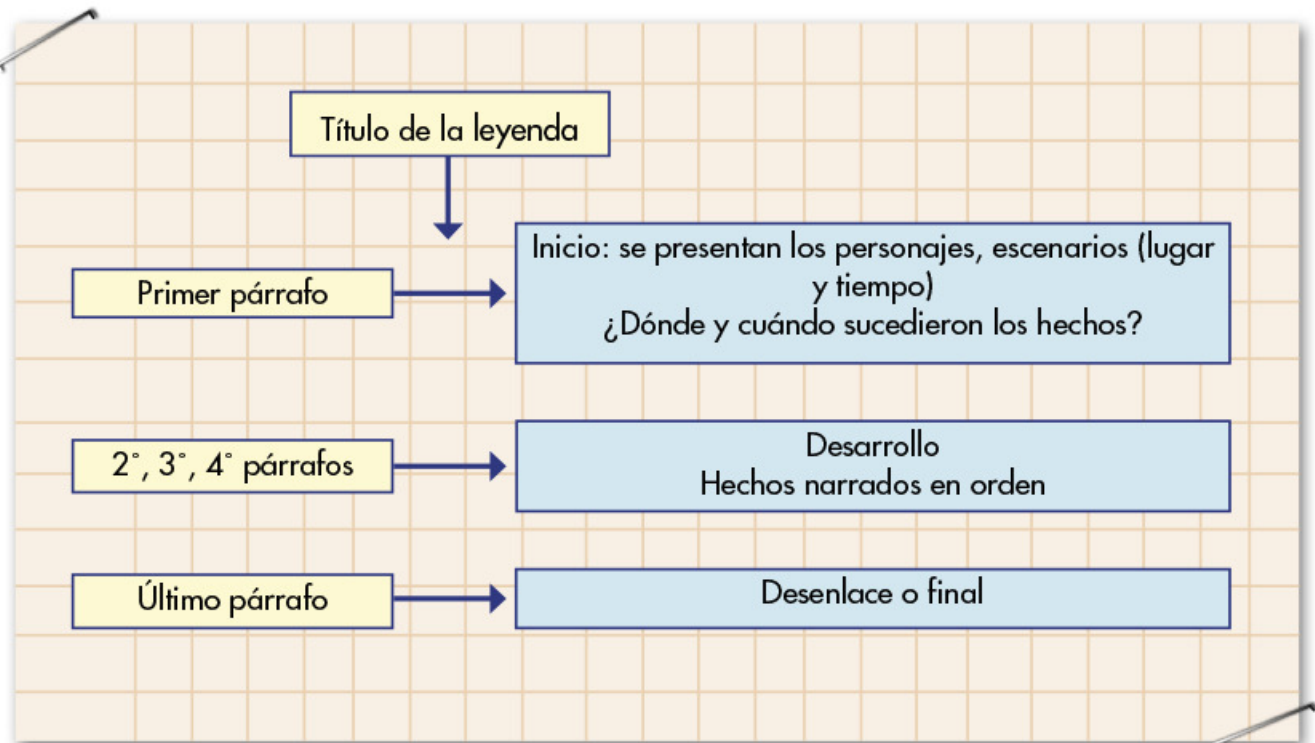 Título de la leyenda
Primer párrafo
Inicio: se presentan los personajes, escenarios (lugar
y tiempo)
¿Dónde y cuándo sucedieron los hechos?
2°, 3°, 4° párrafos
Desarrollo
Hechos narrados en orden
Último párrafo
Desenlace o final